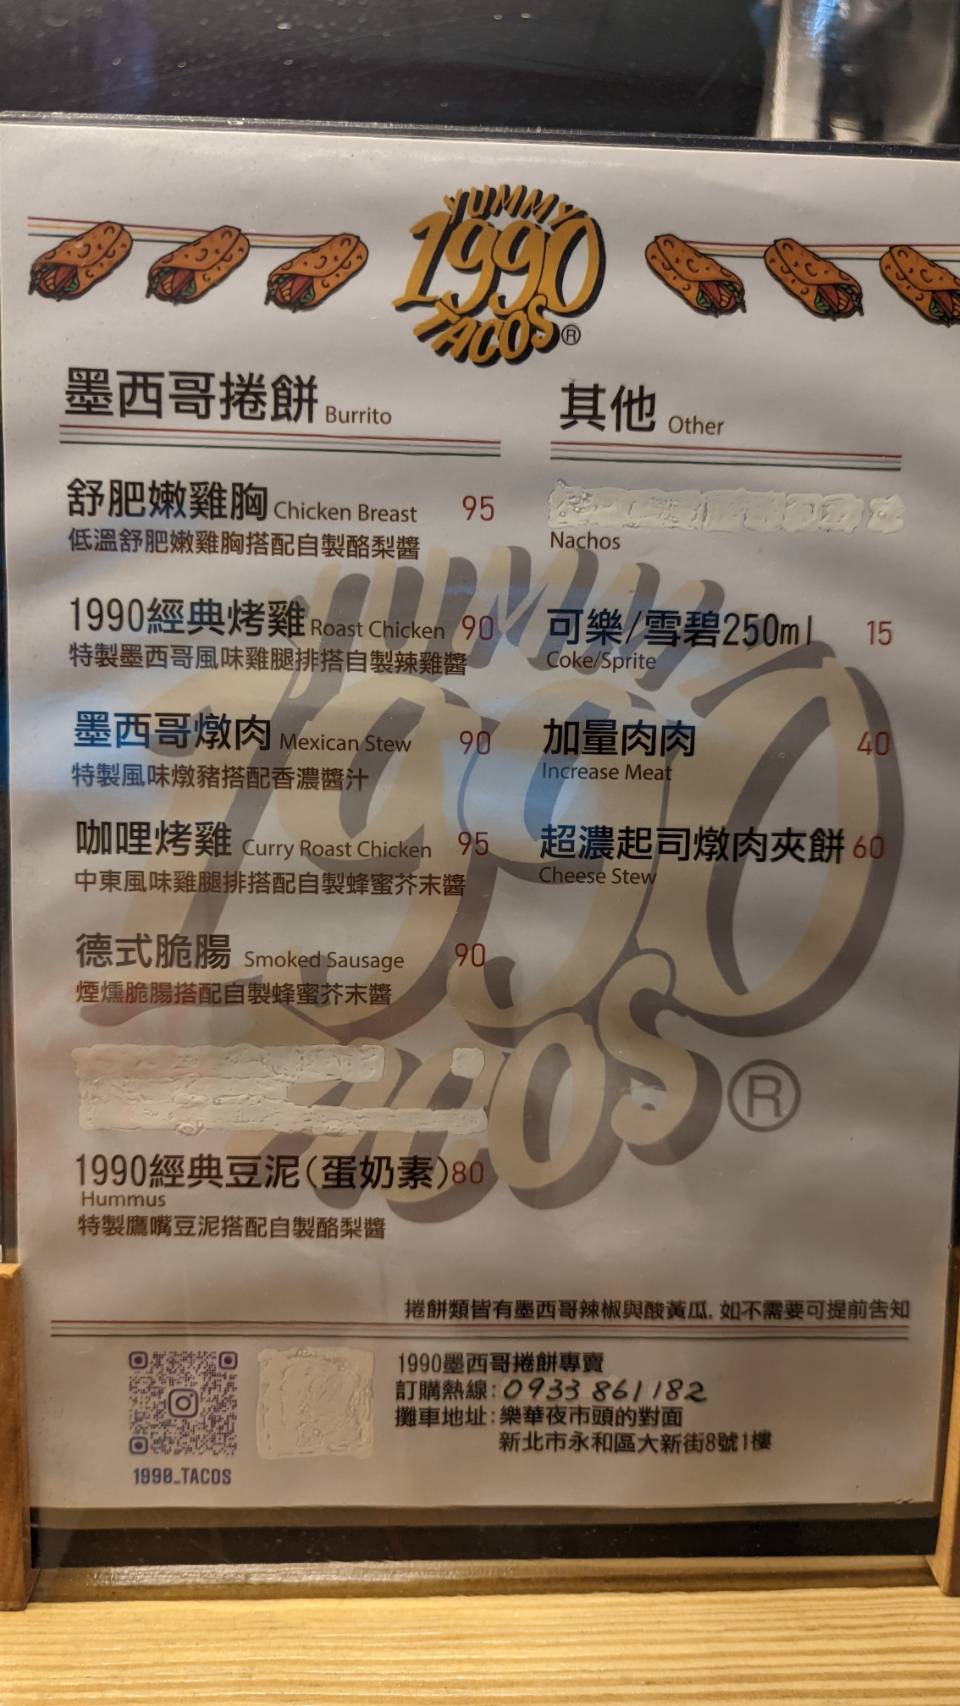 YUMMY
1990
TACOS®
墨西哥捲餅 Burrito
舒肥嫩雞胸 Chicken Breast 95
低溫舒肥嫩雞胸搭配自製酪梨醬
1990經典烤雞 Roast Chicken 90
特製墨西哥風味雞腿排搭自製辣雞醬
墨西哥燉肉 Mexican Stew 90
特製風味燉豬搭配香濃醬汁
咖哩烤雞 Curry Roast Chicken 95
中東風味雞腿排搭配自製蜂蜜芥末醬
德式脆腸 Smoked Sausage 90
煙燻脆腸搭配自製蜂蜜芥末醬
1990經典豆泥(蛋奶素)80
Hummus
特製鷹嘴豆泥搭配自製酪梨醬
其他 Other
Nachos
可樂/雪碧250ml 15
Coke/Sprite
加量肉肉 40
Increase Meat
超濃起司燉肉夾餅 60
Cheese Stew
YUMMY
1990
TACOS®
捲餅類皆有墨西哥辣椒與酸黃瓜, 如不需要可提前告知
1990_TACOS
1990墨西哥捲餅專賣
訂購熱線:0933 861182
攤車地址:樂華夜市頭的對面
新北市永和區大新街8號1樓